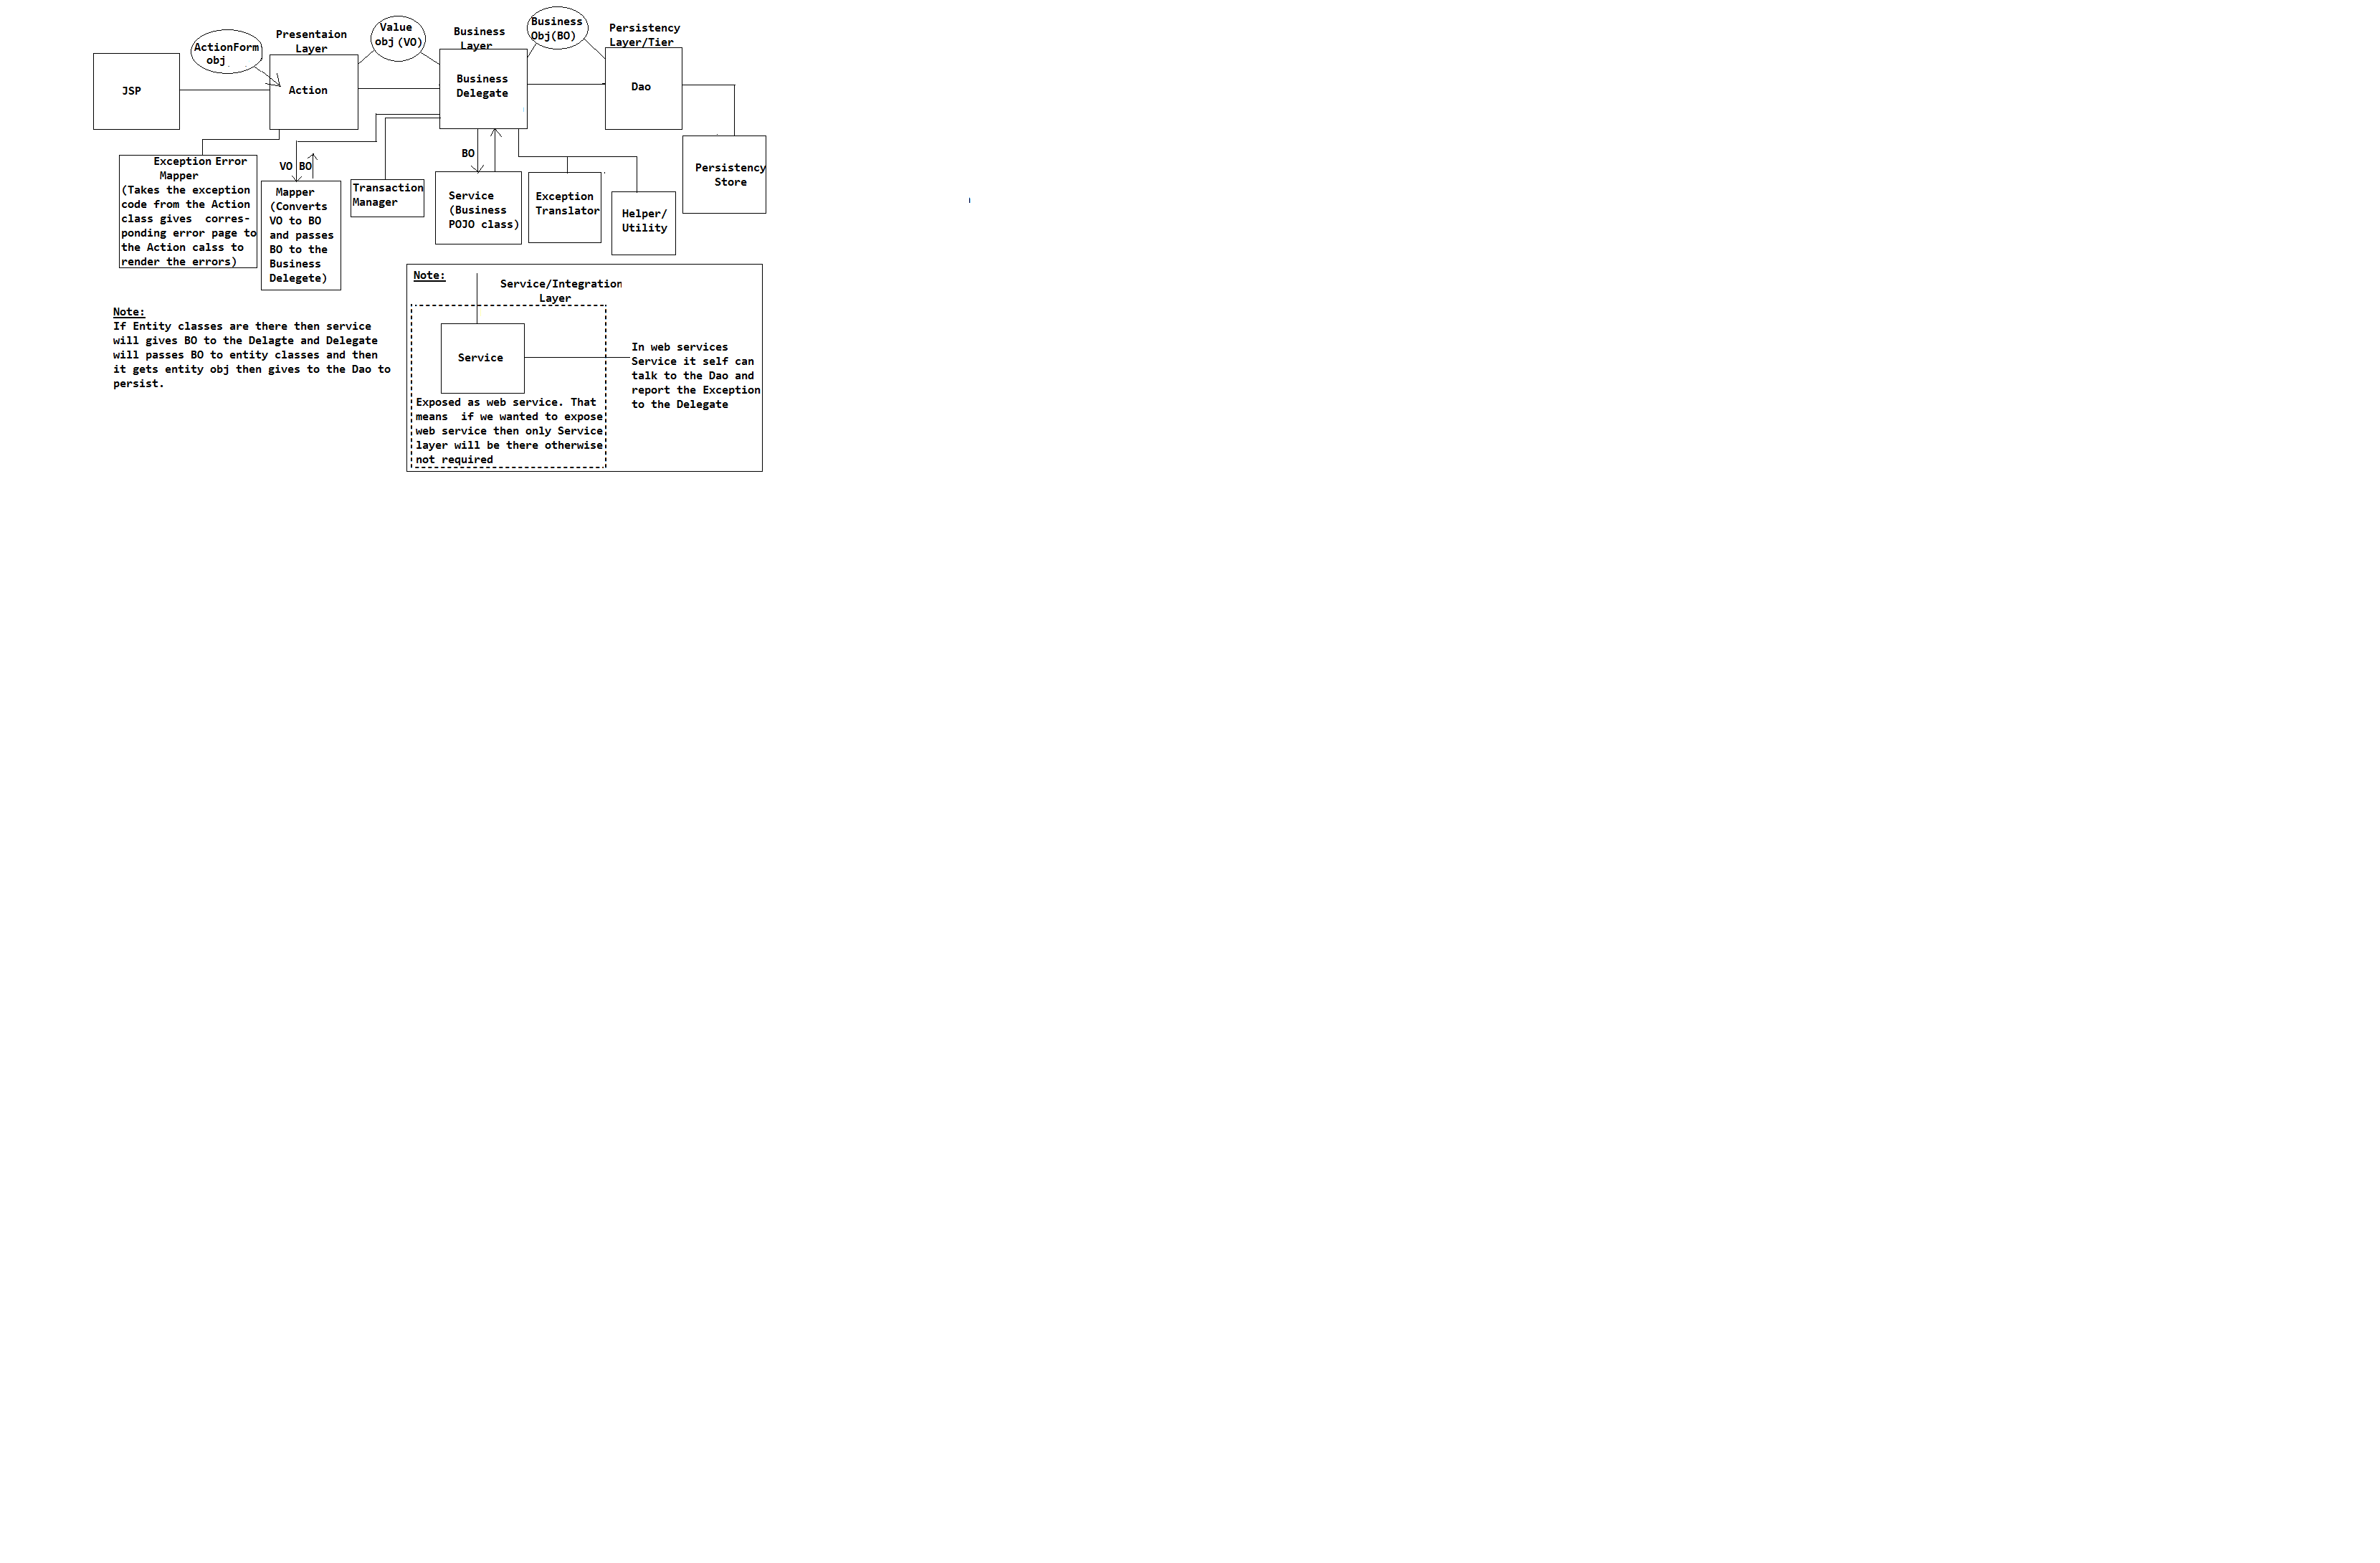 ActionForm
obj
Presentaion
Layer
Value
obj (VO)
Business
Layer
Business
Obj(BO)
Persistency
Layer/Tier
JSP
Action
Business
Delegate
Dao
Exception Error
Mapper
(Takes the exception
code from the Action
class gives  corres-
ponding error page to
the Action calss to
render the errors)
VO BO
Mapper
(Converts
VO to BO
and passes
BO to the
Business
Delegete)
Transaction
Manager
BO
Service
(Business
POJO class)
Exception
Translator
Helper/
Utility
Persistency
Store
Note:
If Entity classes are there then service
will gives BO to the Delagte and Delegate
will passes BO to entity classes and then
it gets entity obj then gives to the Dao to
persist.
Note:
Service/Integration
Layer
Service
Exposed as web service. That
means  if we wanted to expose
web service then only Service
layer will be there otherwise
not required
In web services
Service it self can
talk to the Dao and
report the Exception
to the Delegate